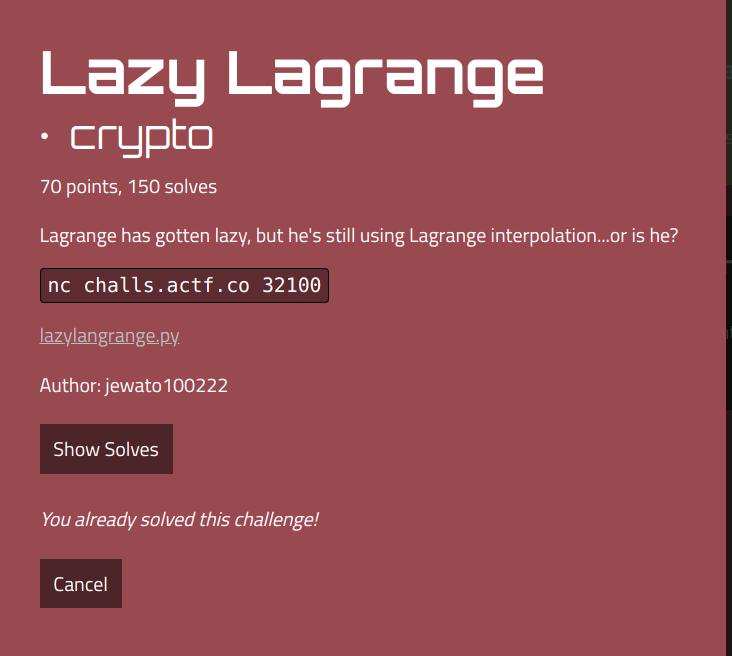 Lazy Lagrange
• crypto
70 points, 150 solves
Lagrange has gotten lazy, but he's still using Lagrange interpolation...or is he?
nc challs.actf.co 32100
lazylangrange.py
Author: jewato100222
Show Solves
You already solved this challenge!
Cancel